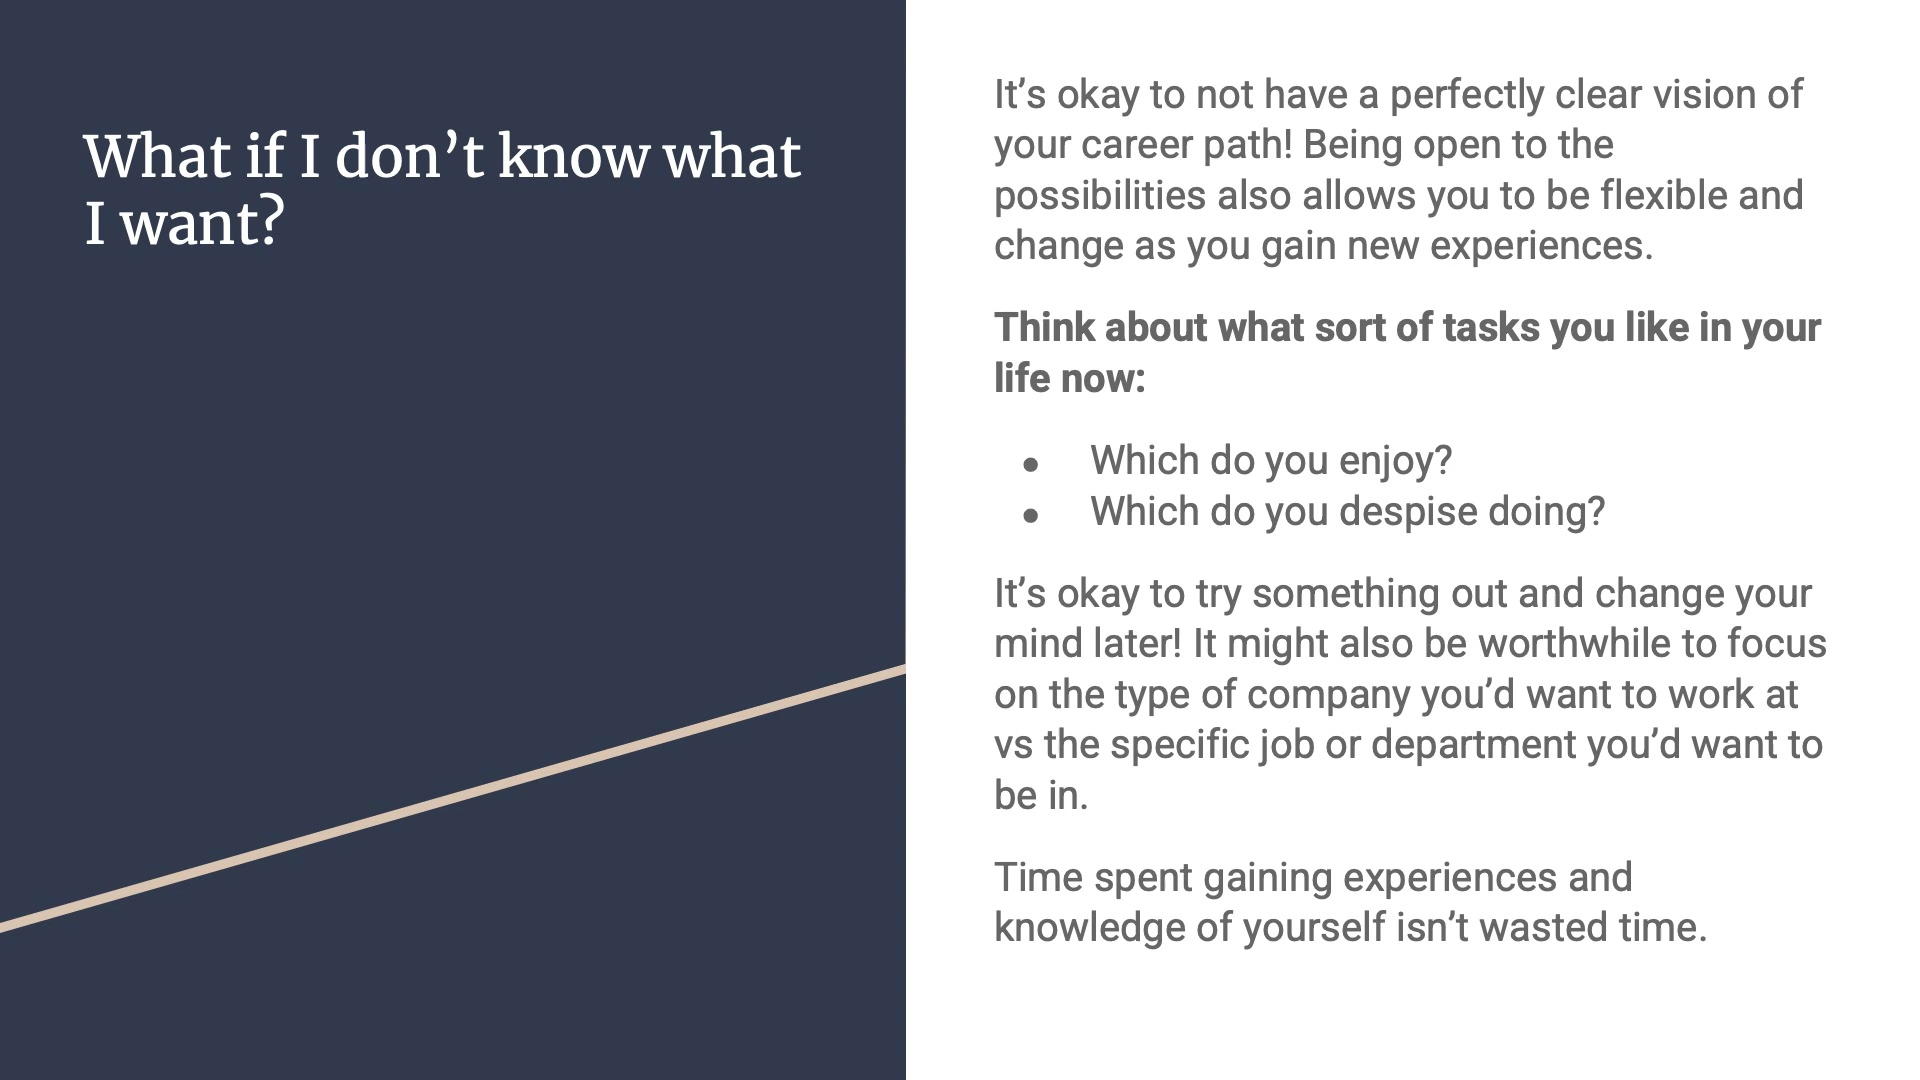 What if I don’t know what
I want?
It’s okay to not have a perfectly clear vision of
your career path! Being open to the
possibilities also allows you to be flexible and
change as you gain new experiences.
Think about what sort of tasks you like in your
life now:
● Which do you enjoy?
● Which do you despise doing?
It’s okay to try something out and change your
mind later! It might also be worthwhile to focus
on the type of company you’d want to work at
vs the specific job or department you’d want to
be in.
Time spent gaining experiences and
knowledge of yourself isn’t wasted time.